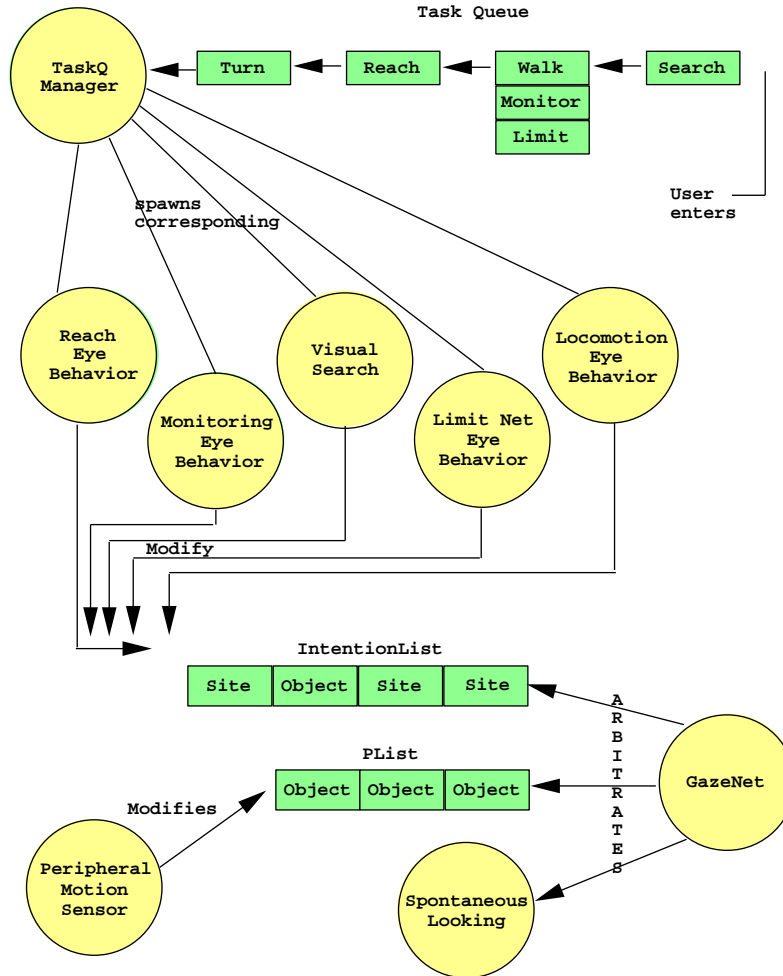 Task Queue
TaskQ
Manager
Turn
Reach
Walk
Search
Monitor
Limit
User
enters
spawns
corresponding
Reach
Eye
Behavior
Monitoring
Eye
Behavior
Visual
Search
Limit Net
Eye
Behavior
Locomotion
Eye
Behavior
Modify
IntentionList
Site
Object
Site
Site
ARBITRATES
PList
Object
Object
Object
GazeNet
Modifies
Peripheral
Motion
Sensor
Spontaneous
Looking